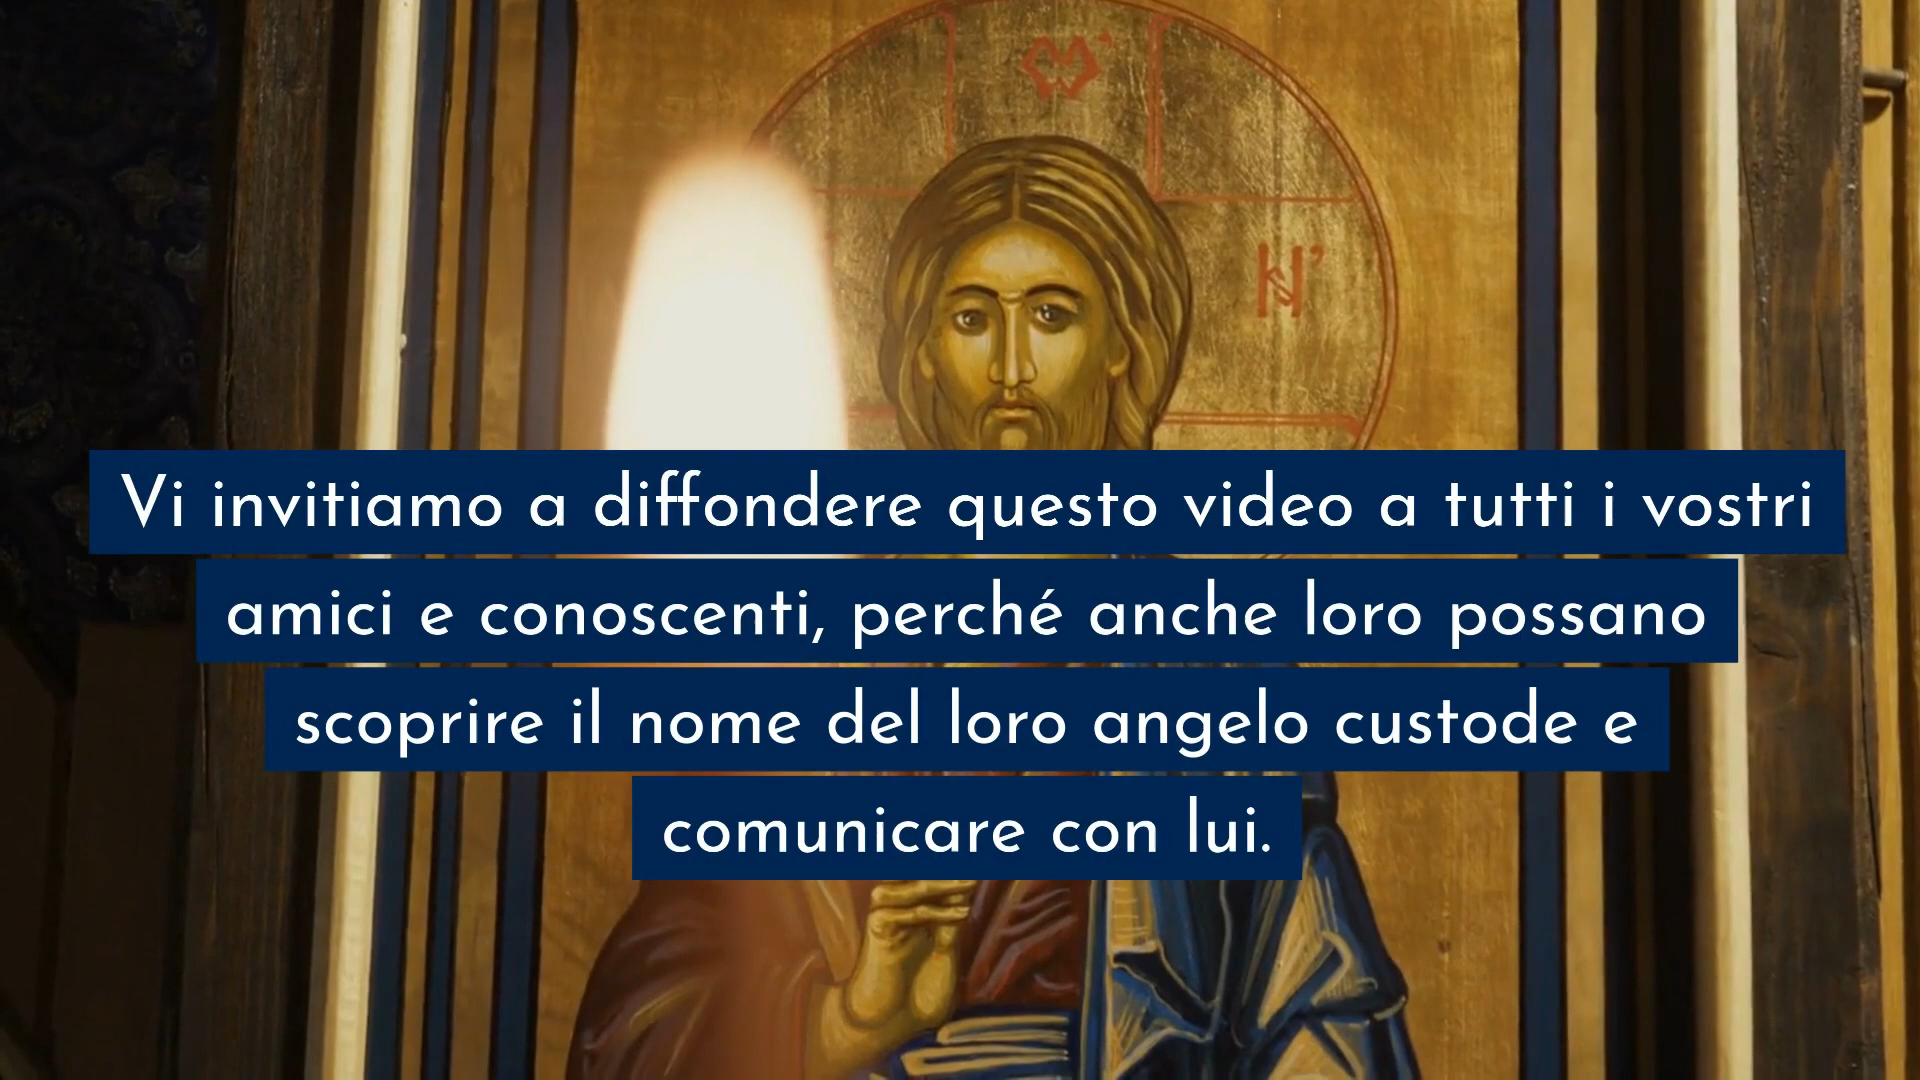 Vi invitiamo a diffondere questo video a tutti i vostri
amici e conoscenti, perché anche loro possano
scoprire il nome del loro angelo custode e
comunicare con lui.